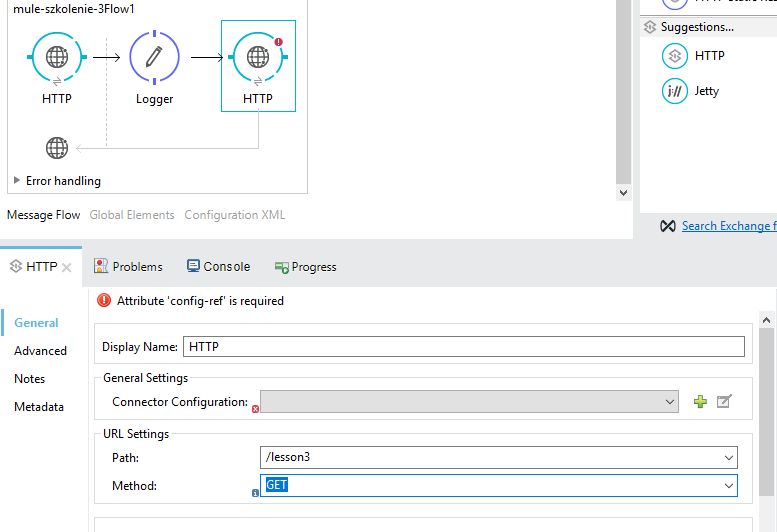 mule-szkolenie-3Flow1
HTTP
Logger
HTTP
Error handling
Message Flow Global Elements Configuration XML
Suggestions...
HTTP
Jetty
Search Exchange f
HTTP Problems Console Progress
Attribute 'config-ref' is required
General
Advanced
Notes
Metadata
Display Name: HTTP
General Settings
Connector Configuration:
URL Settings
Path: /lesson3
Method: GET